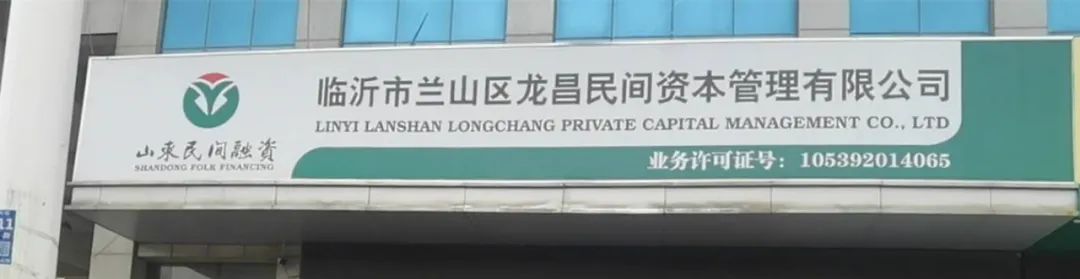 临沂市兰山区龙昌民间资本管理有限公司
LINYI LANSHAN LONGCHANG PRIVATE CAPITAL MANAGEMENT CO., LTD
山东民间融資
SHANDONG FOLK FINANCING
业务许可证号：105392014065
11